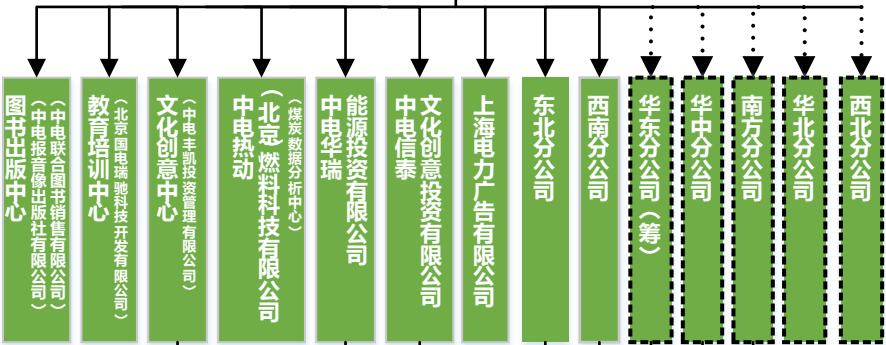 图书出版中心
（中电报音像出版社有限公司）
（中电联合图书销售有限公司）
教育培训中心
（北京国电瑞驰科技开发有限公司）
文化创意中心
（中电丰凯投资管理有限公司）
中电热动
（北京）燃料科技有限公司
（煤炭数据分析中心）
中电华瑞
能源投资有限公司
中电信泰
文化创意投资有限公司
上海电力广告有限公司
东北分公司
西南分公司
华东分公司（筹）
华中分公司
南方分公司
华北分公司
西北分公司